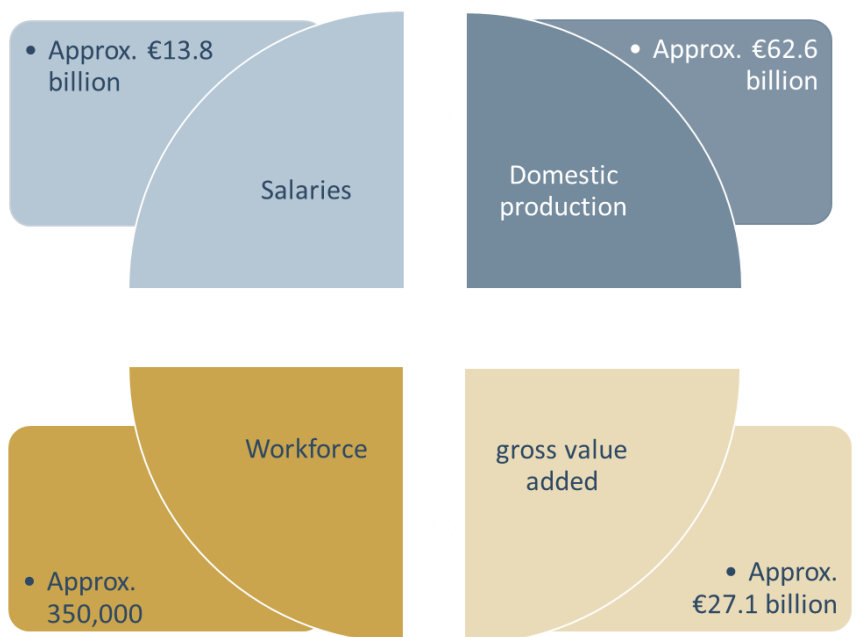 • Approx. €13.8
billion
Salaries
• Approx. €62.6
billion
Domestic
production
Workforce
• Approx.
350,000
gross value
added
• Approx.
€27.1 billion